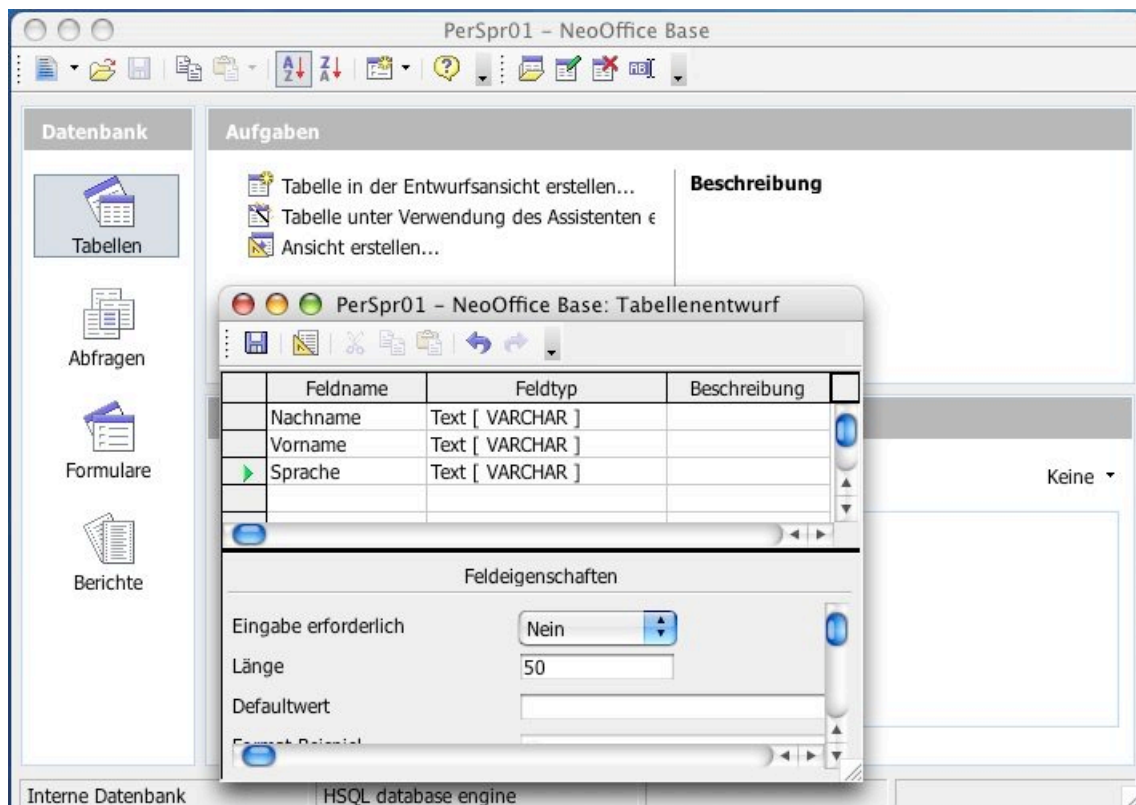 PerSpr01 – NeoOffice Base
Datenbank
Aufgaben
Tabellen
Abfragen
Formulare
Berichte
Tabelle in der Entwurfsansicht erstellen...
Tabelle unter Verwendung des Assistenten e
Ansicht erstellen...
Beschreibung
PerSpr01 – NeoOffice Base: Tabellenentwurf
Feldname Feldtyp Beschreibung
Nachname Text [ VARCHAR ]
Vorname Text [ VARCHAR ]
Sprache Text [ VARCHAR ]
Keine
Feldeigenschaften
Eingabe erforderlich Nein
Länge 50
Defaultwert
Interne Datenbank HSQL database engine